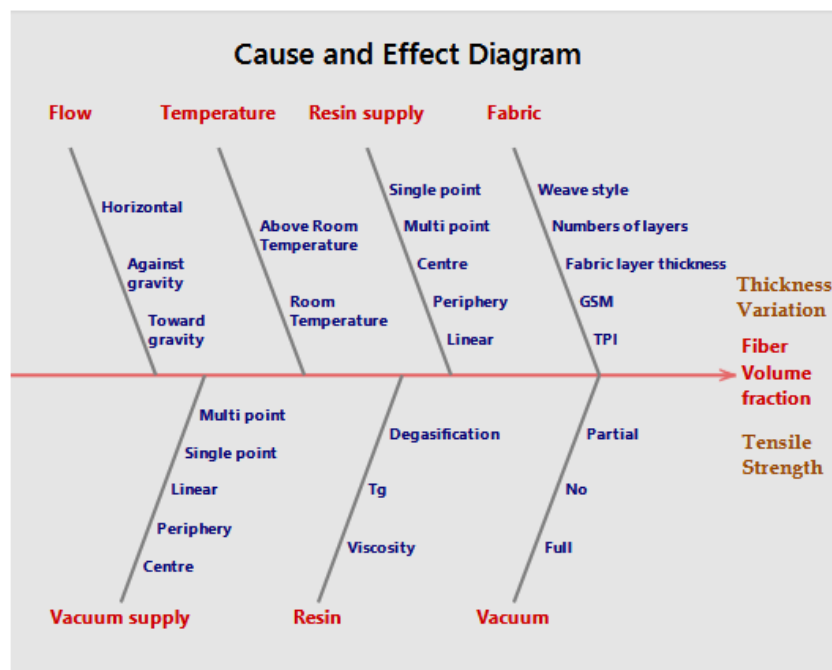 Cause and Effect Diagram
Flow
Temperature
Resin supply
Fabric
Horizontal
Against
gravity
Toward
gravity
Above Room
Temperature
Room
Temperature
Single point
Multi point
Centre
Periphery
Linear
Weave style
Numbers of layers
Fabric layer thickness
GSM
TPI
Thickness
Variation
Fiber
Volume
fraction
Tensile
Strength
Multi point
Single point
Linear
Periphery
Centre
Degasification
Tg
Viscosity
Partial
No
Full
Vacuum supply
Resin
Vacuum